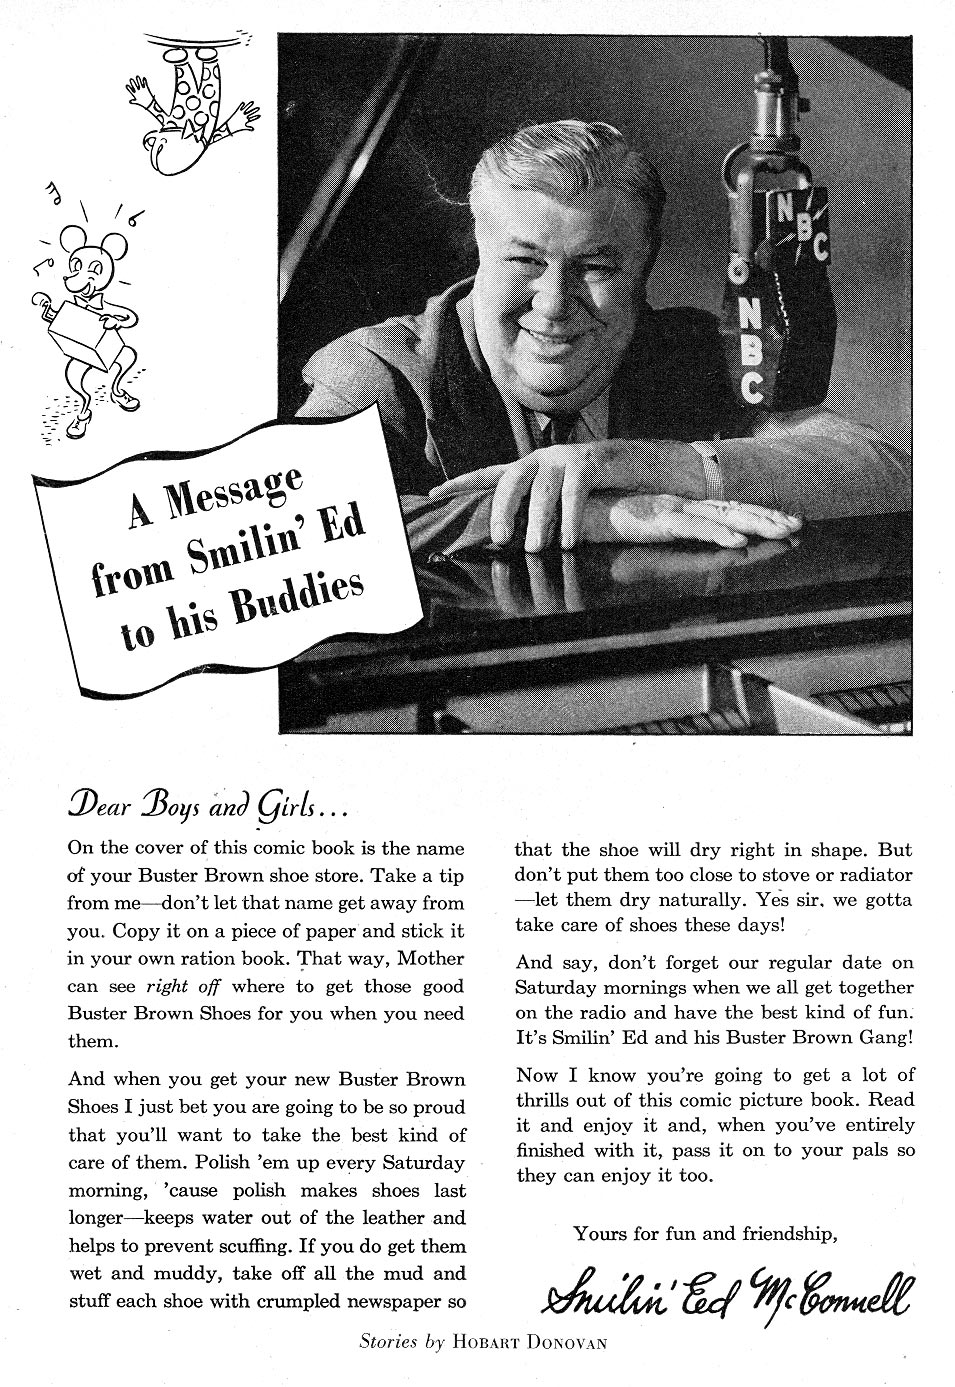 NBC
NBC
A Message
from Smilin' Ed
to his Buddies
Dear Boys and Girls...
On the cover of this comic book is the name
of your Buster Brown shoe store. Take a tip
from me—don't let that name get away from
you. Copy it on a piece of paper and stick it
in your own ration book. That way, Mother
can see right off where to get those good
Buster Brown Shoes for you when you need
them.
And when you get your new Buster Brown
Shoes I just bet you are going to be so proud
that you'll want to take the best kind of
care of them. Polish 'em up every Saturday
morning, 'cause polish makes shoes last
longer—keeps water out of the leather and
helps to prevent scuffing. If you do get them
wet and muddy, take off all the mud and
stuff each shoe with crumpled newspaper so
that the shoe will dry right in shape. But
don't put them too close to stove or radiator
—let them dry naturally. Yes sir, we gotta
take care of shoes these days!
And say, don't forget our regular date on
Saturday mornings when we all get together
on the radio and have the best kind of fun.
It's Smilin' Ed and his Buster Brown Gang!
Now I know you're going to get a lot of
thrills out of this comic picture book. Read
it and enjoy it and, when you've entirely
finished with it, pass it on to your pals so
they can enjoy it too.
Yours for fun and friendship,
Smilin' Ed McConnell
Stories by HOBART DONOVAN